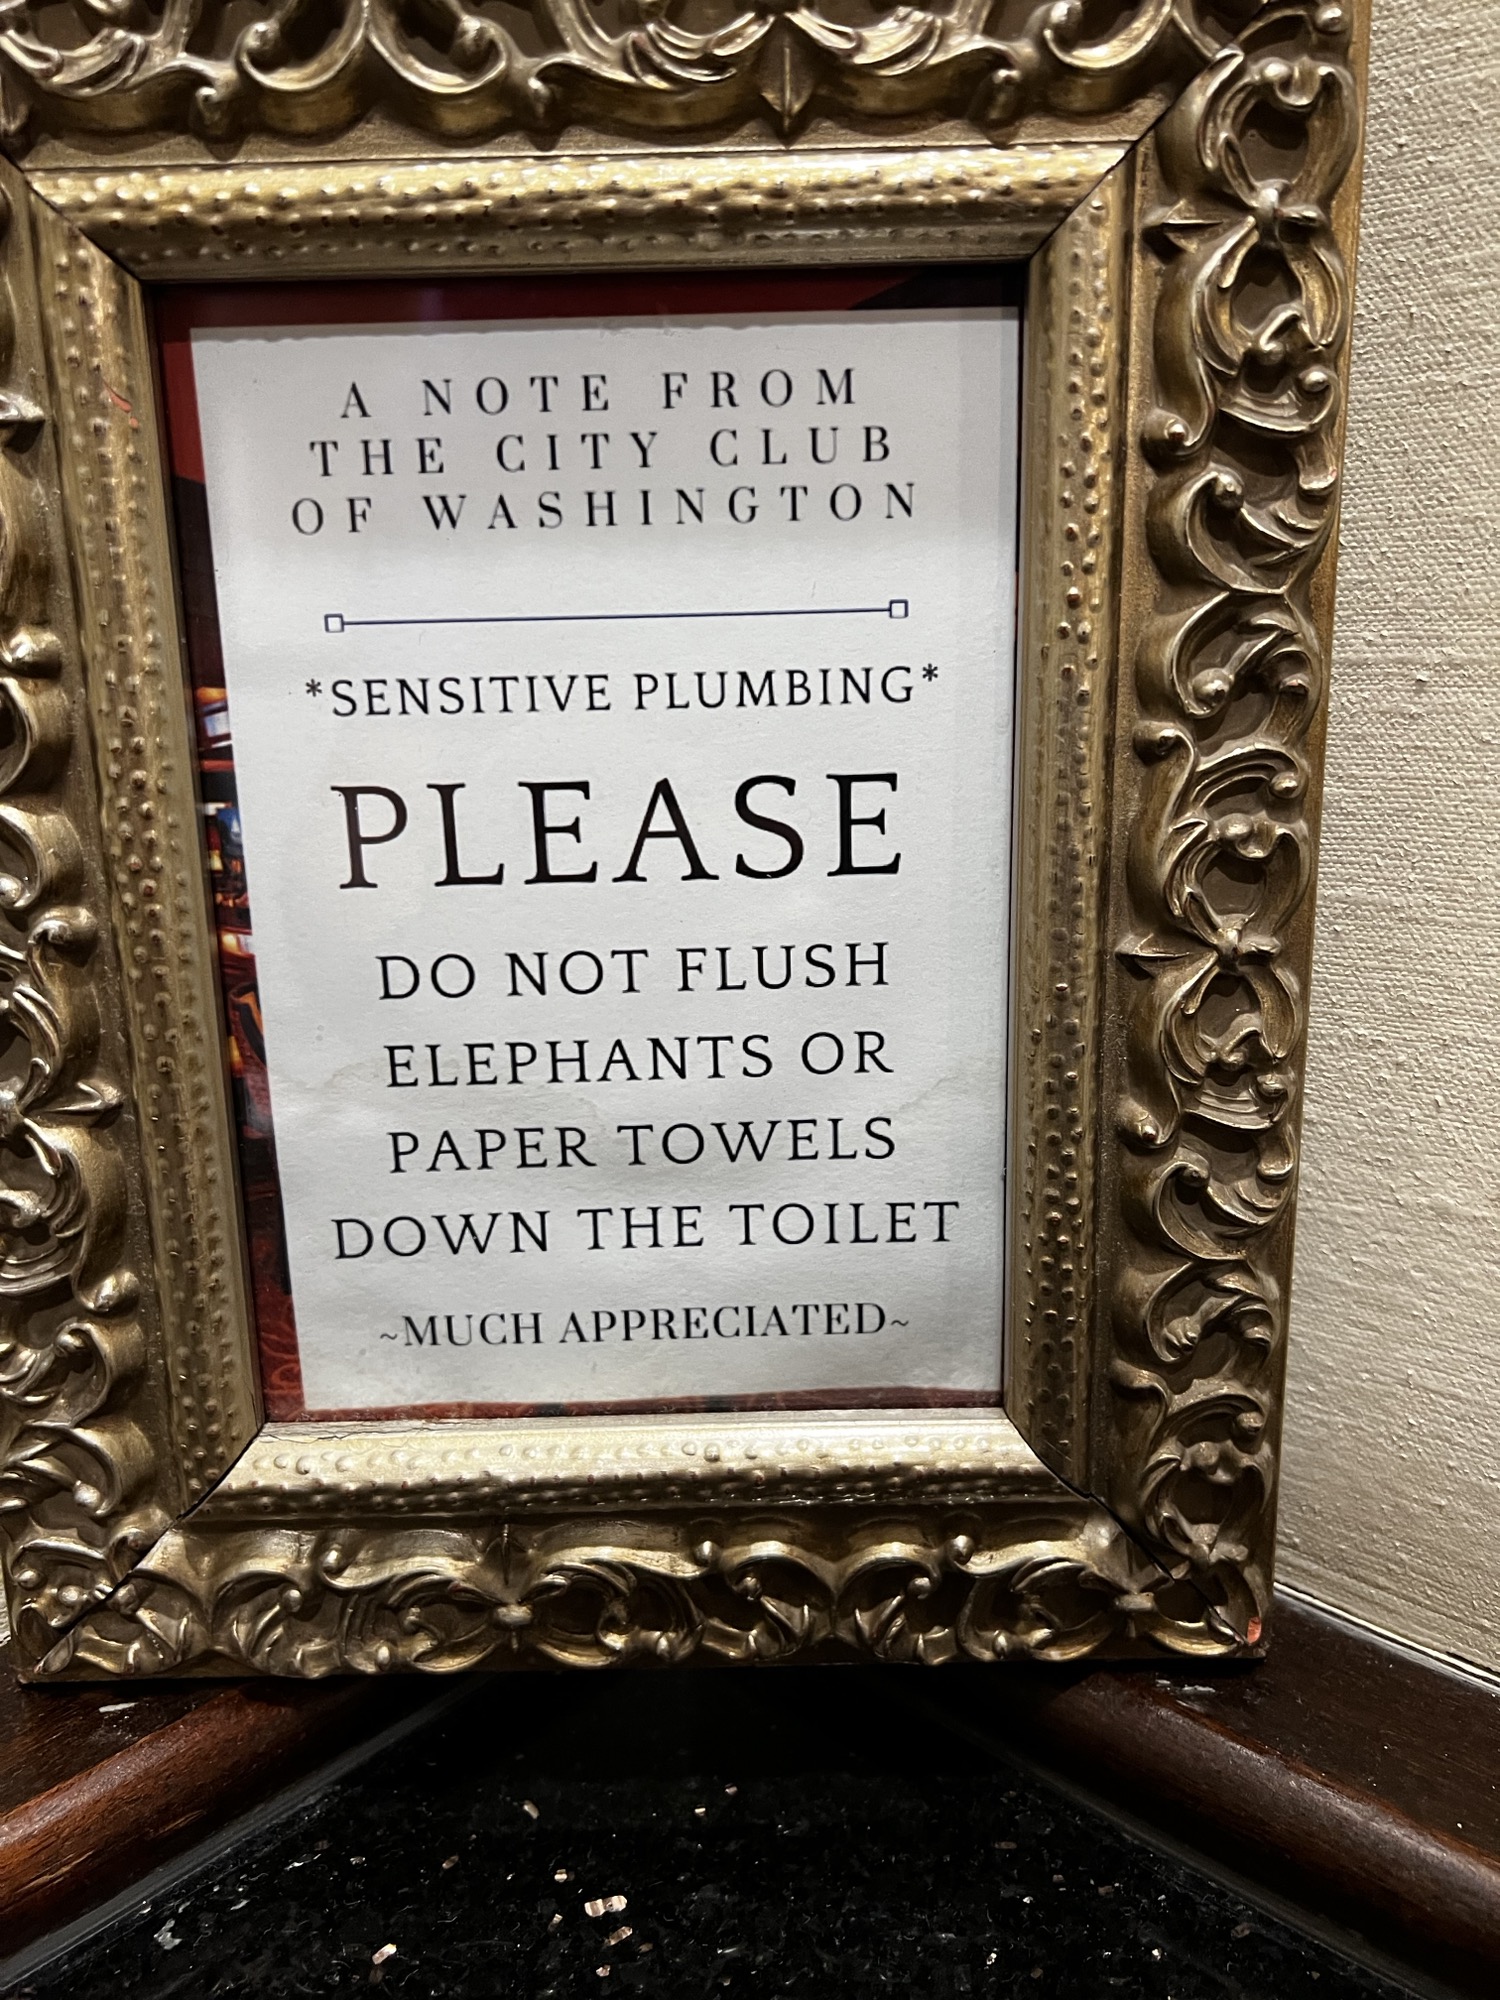 A NOTE FROM
THE CITY CLUB
OF WASHINGTON
*SENSITIVE PLUMBING*
PLEASE
DO NOT FLUSH
ELEPHANTS OR
PAPER TOWELS
DOWN THE TOILET
~MUCH APPRECIATED~